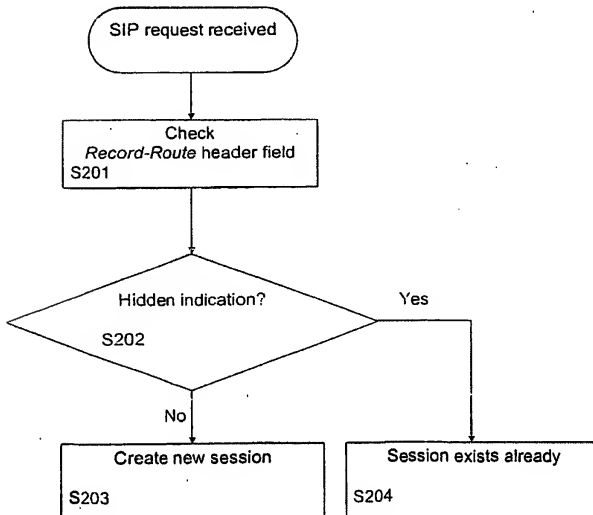 SIP request received
Check
Record-Route header field
S201
Hidden indication?
Yes
S202
No
Create new session
Session exists already
S203
S204